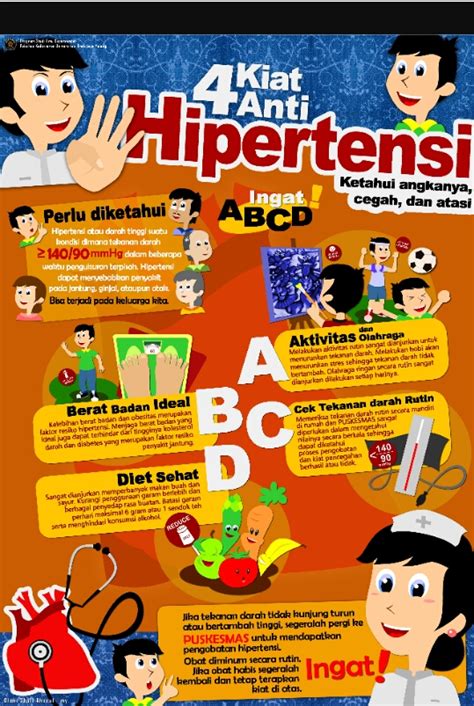 4 Kiat
Anti
Hipertensi
Ketahui angkanya,
cegah, dan atasi
Ingat!
ABCD
Perlu diketahui
Hipertensi atau darah tinggi suatu
kondisi dimana tekanan darah
≥140/90mmHg dalam beberapa
waktu pengukuran terpisah. Hipertensi
dapat menyebabkan penyakit
pada jantung, ginjal, ataupun otak.
Bisa terjadi pada keluarga kita.
A
B
C
D
Aktivitas dan
Olahraga
Melakukan aktivitas rutin sangat dianjurkan untuk
menurunkan tekanan darah. Melakukan hobi akan
menurunkan stres sehingga tekanan darah tidak
bertambah. Olahraga ringan secara rutin sangat
dianjurkan dilakukan setiap harinya.
Berat Badan Ideal
Kelebihan berat badan dan obesitas merupakan
faktor resiko hipertensi. Menjaga berat badan yang
ideal juga dapat terhindar dari tingginya kolesterol
darah dan diabetes yang merupakan faktor resiko
penyakit jantung.
Cek Tekanan darah Rutin
Memeriksa tekanan darah secara mandiri
di rumah dan PUSKESMAS sangat
diperlukan dalam mengetahui
nilainya secara berkala sehingga
dapat diketahui
proses pengobatan
dan kiat pencegahan
berhasil atau tidak.
<140
90
mmHg
Diet Sehat
Sangat dianjurkan memperbanyak makan buah dan
sayur. Kurangi penggunaan garam berlebih dan
berbagai penyedap rasa buatan. Batasi garam
harian maksimal 6 gram atau 1 sendok teh
serta menghindari konsumsi alkohol.
REDUCE
Jika tekanan darah tidak kunjung turun
atau bertambah tinggi, segeralah pergi ke
PUSKESMAS untuk mendapatkan
pengobatan hipertensi.
Obat diminum secara rutin.
Jika obat habis segeralah
kembali dan tetap terapkan
kiat di atas.
Ingat!